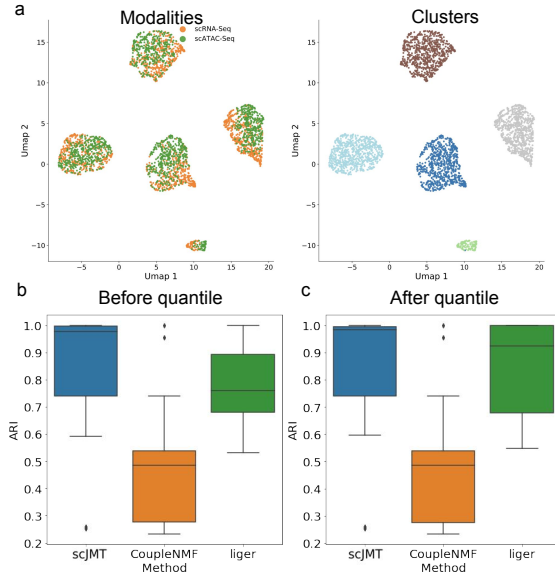 a
Modalities
scRNA-Seq
scATAC-Seq
Umap 2
15
10
5
0
−5
−10
−5 0 5 10 15 20
Umap 1
Clusters
Umap 2
15
10
5
0
−5
−10
−5 0 5 10 15 20
Umap 1
b
Before quantile
ARI
1.0
0.9
0.8
0.7
0.6
0.5
0.4
0.3
0.2
scJMT CoupleNMF liger
Method
c
After quantile
ARI
1.0
0.9
0.8
0.7
0.6
0.5
0.4
0.3
0.2
scJMT CoupleNMF liger
Method